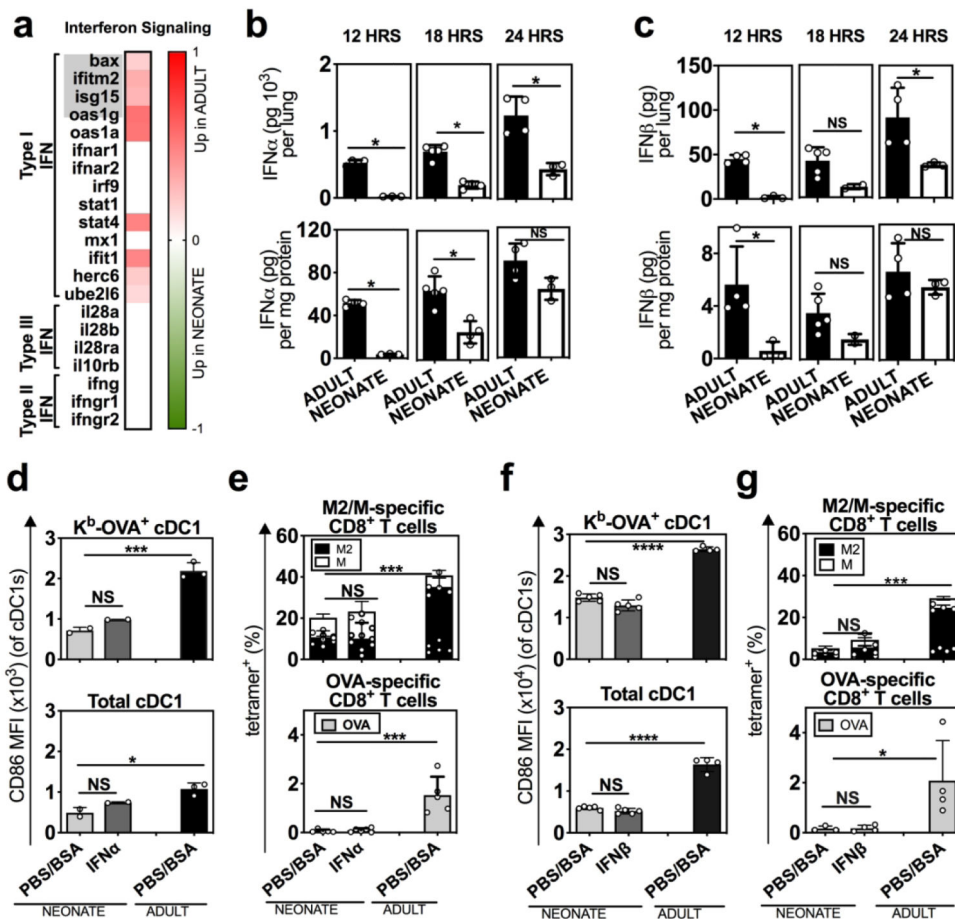 a
Interferon Signaling
Type I
IFN
bax
ifitm2
isg15
oas1g
oas1a
ifnar1
ifnar2
irf9
stat1
stat4
mx1
ifit1
herc6
ube2l6
Type III
IFN
il28a
il28b
il28ra
il10rb
Type II
IFN
ifng
ifngr1
ifngr2
1
0
-1
Up in ADULT
Up in NEONATE
b
12 HRS 18 HRS 24 HRS
IFNα (pg 10³)
per lung
2
1
0
* * *
IFNα (pg)
per mg protein
120
90
60
30
0
* * NS
ADULT NEONATE ADULT NEONATE ADULT NEONATE
c
12 HRS 18 HRS 24 HRS
IFNβ (pg)
per lung
150
100
50
0
* NS *
IFNβ (pg)
per mg protein
8
6
4
2
0
* NS NS
ADULT NEONATE ADULT NEONATE ADULT NEONATE
d
CD86 MFI (x10³) (of cDC1s)
Kᵇ-OVA⁺ cDC1
3
2
1
0
***
NS
Total cDC1
3
2
1
0
*
NS
PBS/BSA IFNα PBS/BSA
NEONATE ADULT
e
tetramer⁺ (%)
M2/M-specific
CD8⁺ T cells
60
40
20
0
M2
M
***
NS
OVA-specific
CD8⁺ T cells
4
2
0
OVA
***
NS
PBS/BSA IFNα PBS/BSA
NEONATE ADULT
f
CD86 MFI (x10⁴) (of cDC1s)
Kᵇ-OVA⁺ cDC1
3
2
1
0
****
NS
Total cDC1
3
2
1
0
****
NS
PBS/BSA IFNβ PBS/BSA
NEONATE ADULT
g
tetramer⁺ (%)
M2/M-specific
CD8⁺ T cells
60
40
20
0
M2
M
***
NS
OVA-specific
CD8⁺ T cells
4
2
0
OVA
*
NS
PBS/BSA IFNβ PBS/BSA
NEONATE ADULT